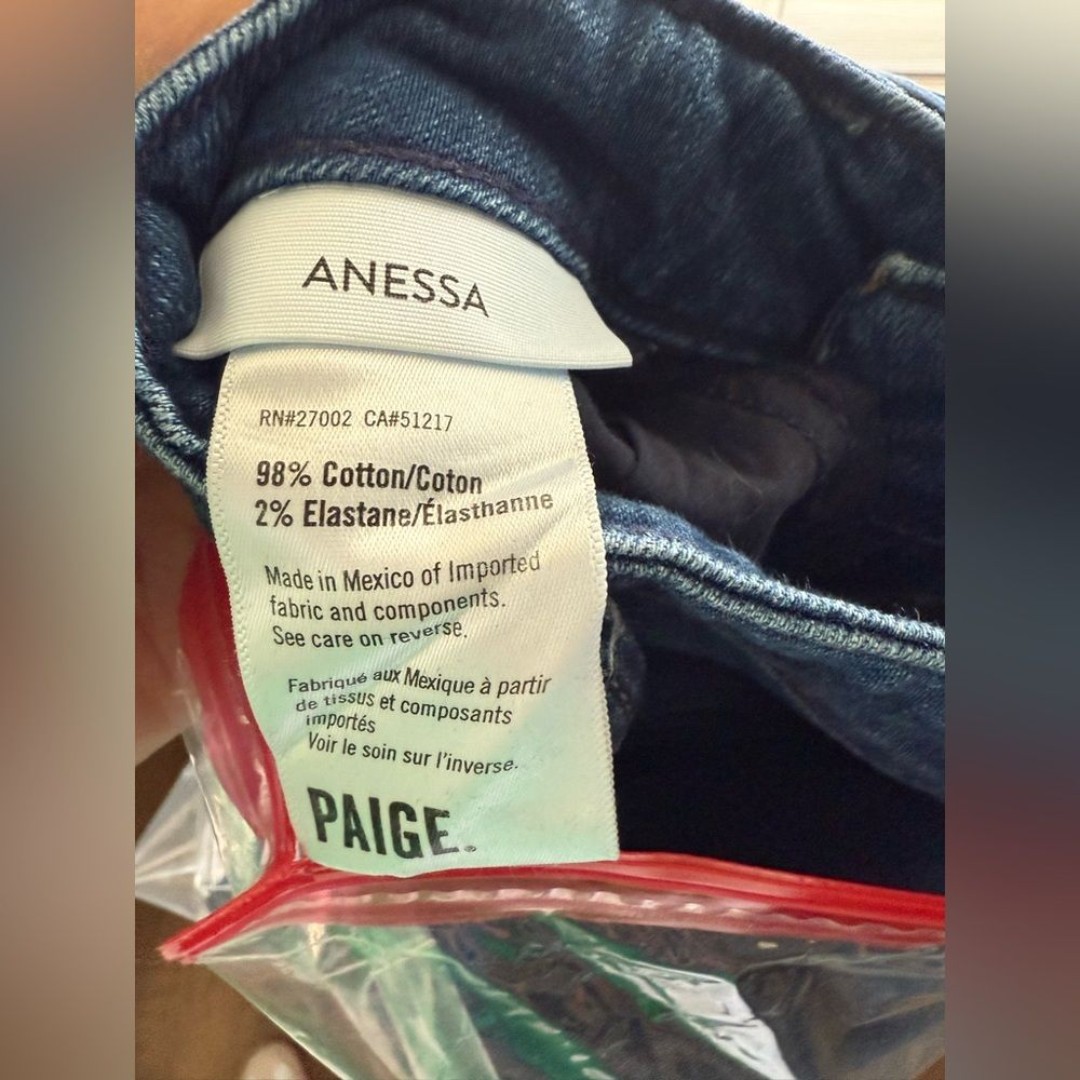 ANESSA
RN#27002 CA#51217
98% Cotton/Coton
2% Elastane/Élasthanne
Made in Mexico of Imported
fabric and components.
See care on reverse.
Fabriqué aux Mexique à partir
de tissus et composants
importés
Voir le soin sur l'inverse.
PAIGE®